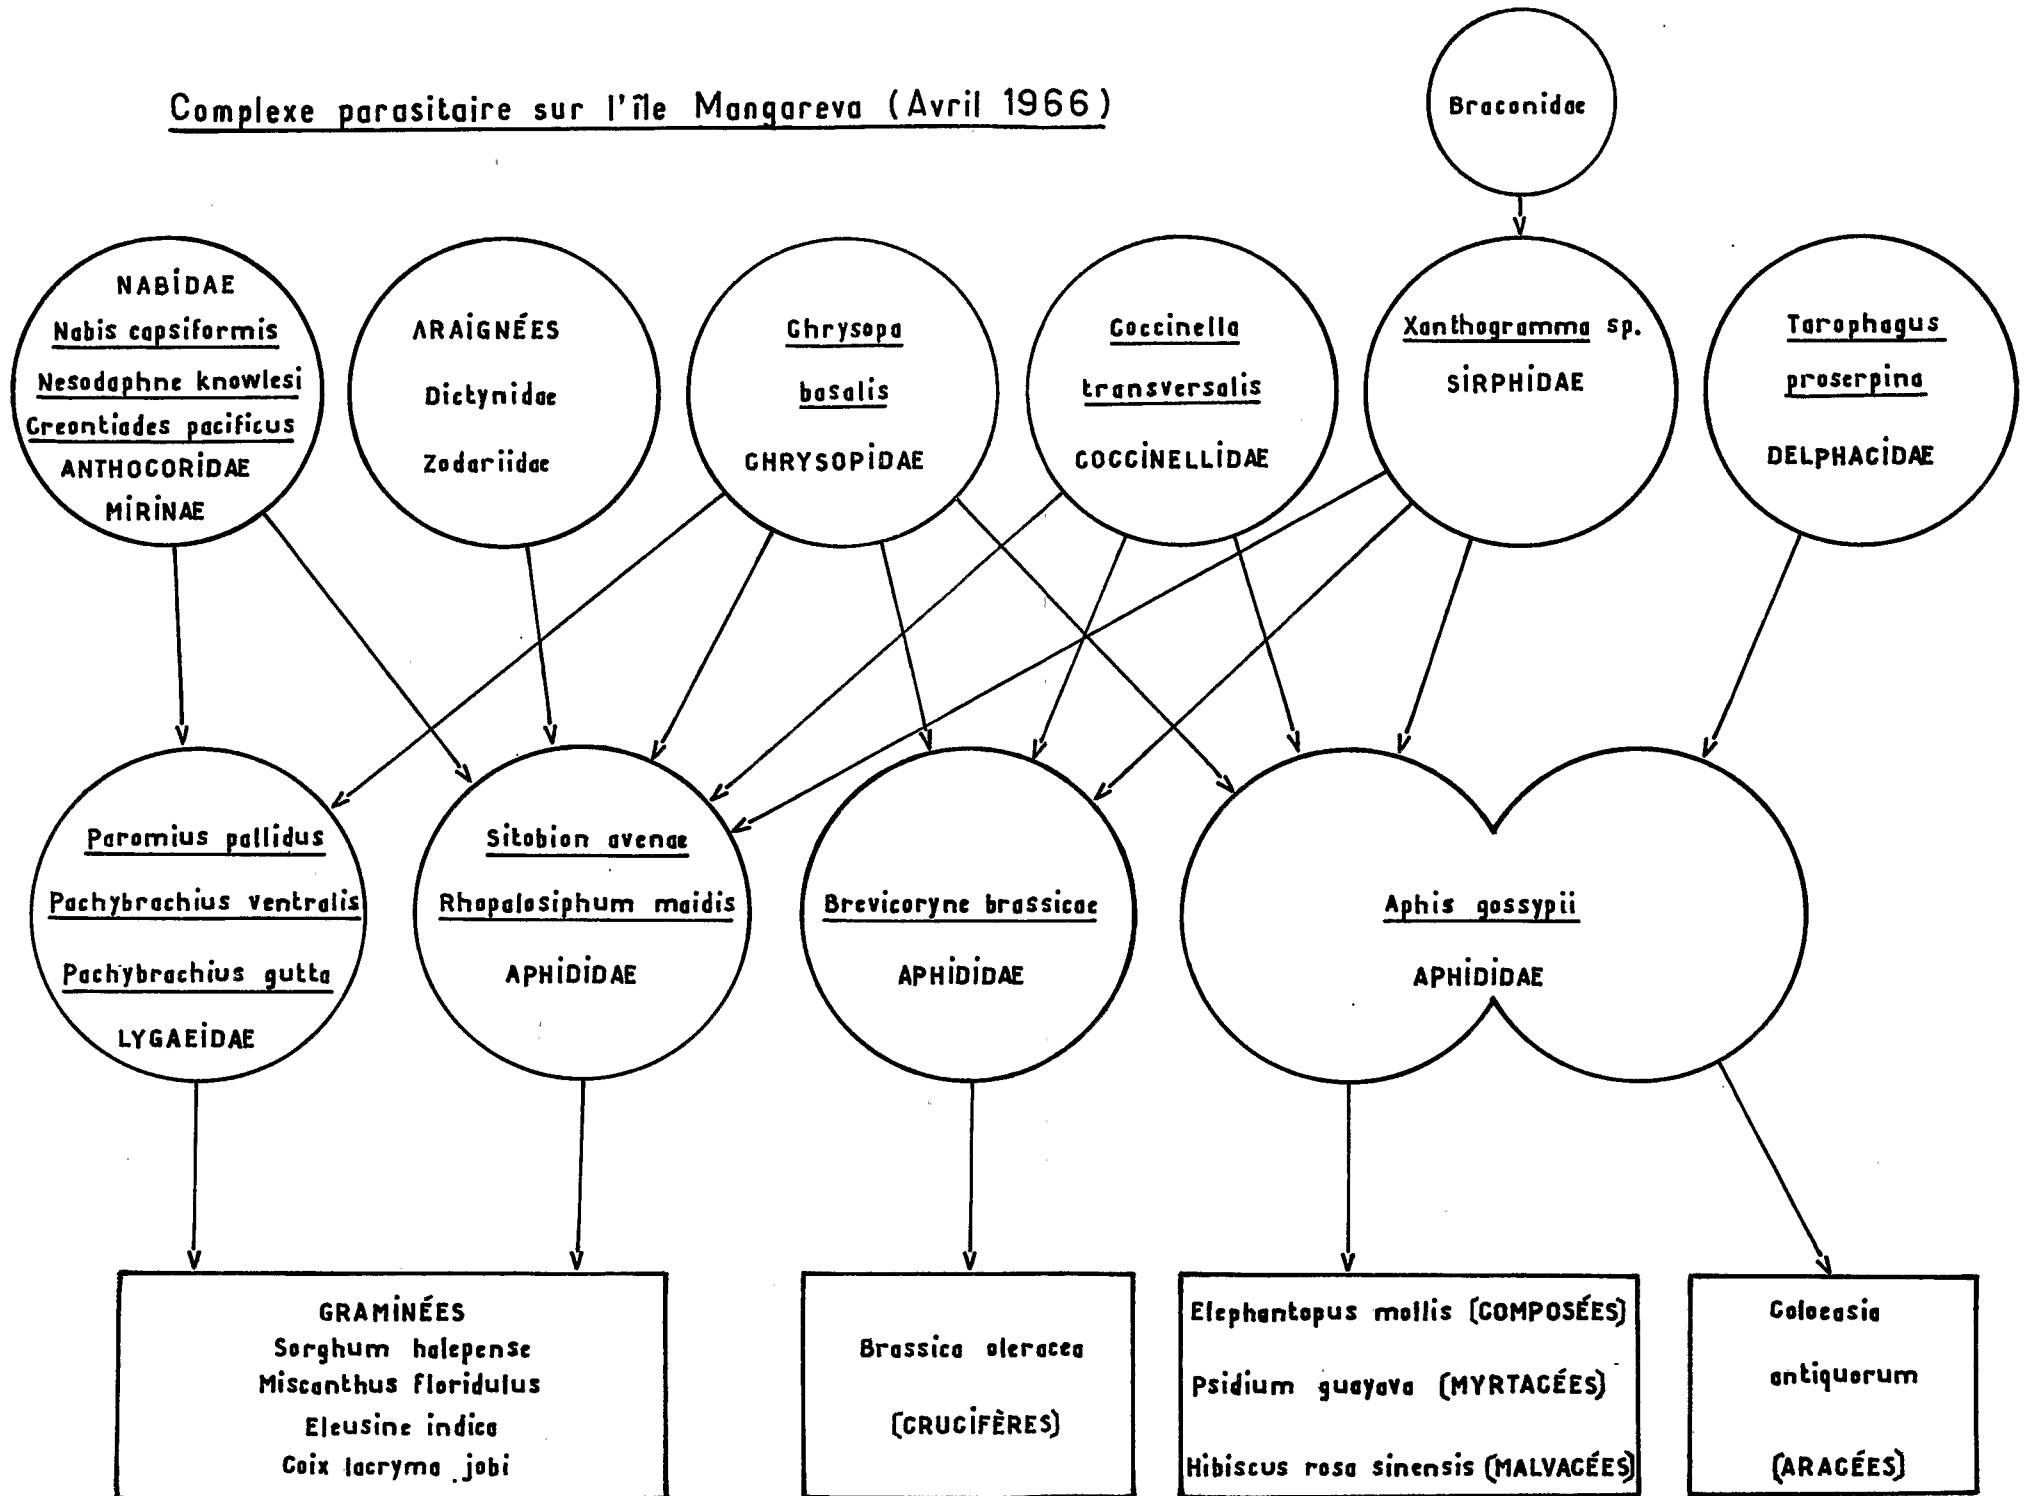 Complexe parasitaire sur l'île Mangareva (Avril 1966)
Braconidae
NABIDAE
Nabis capsiformis
Nesodaphne knowlesi
Creontiades pacificus
ANTHOCORIDAE
MIRINAE
ARAIGNÉES
Dictynidae
Zodariidae
Chrysopa
basalis
CHRYSOPIDAE
Coccinella
transversalis
COCCINELLIDAE
Xanthogramma sp.
SIRPHIDAE
Tarophagus
proserpina
DELPHACIDAE
Paromius pallidus
Pachybrachius ventralis
Pachybrachius gutta
LYGAEIDAE
Sitobion avenae
Rhopalosiphum maidis
APHIDIDAE
Brevicoryne brassicae
APHIDIDAE
Aphis gossypii
APHIDIDAE
GRAMINÉES
Sorghum halepense
Miscanthus floridulus
Eleusine indica
Coix lacryma jobi
Brassica oleracea
(CRUCIFÈRES)
Elephantopus mollis (COMPOSÉES)
Psidium guayava (MYRTACÉES)
Hibiscus rosa sinensis (MALVACÉES)
Colocasia
antiquorum
(ARACÉES)